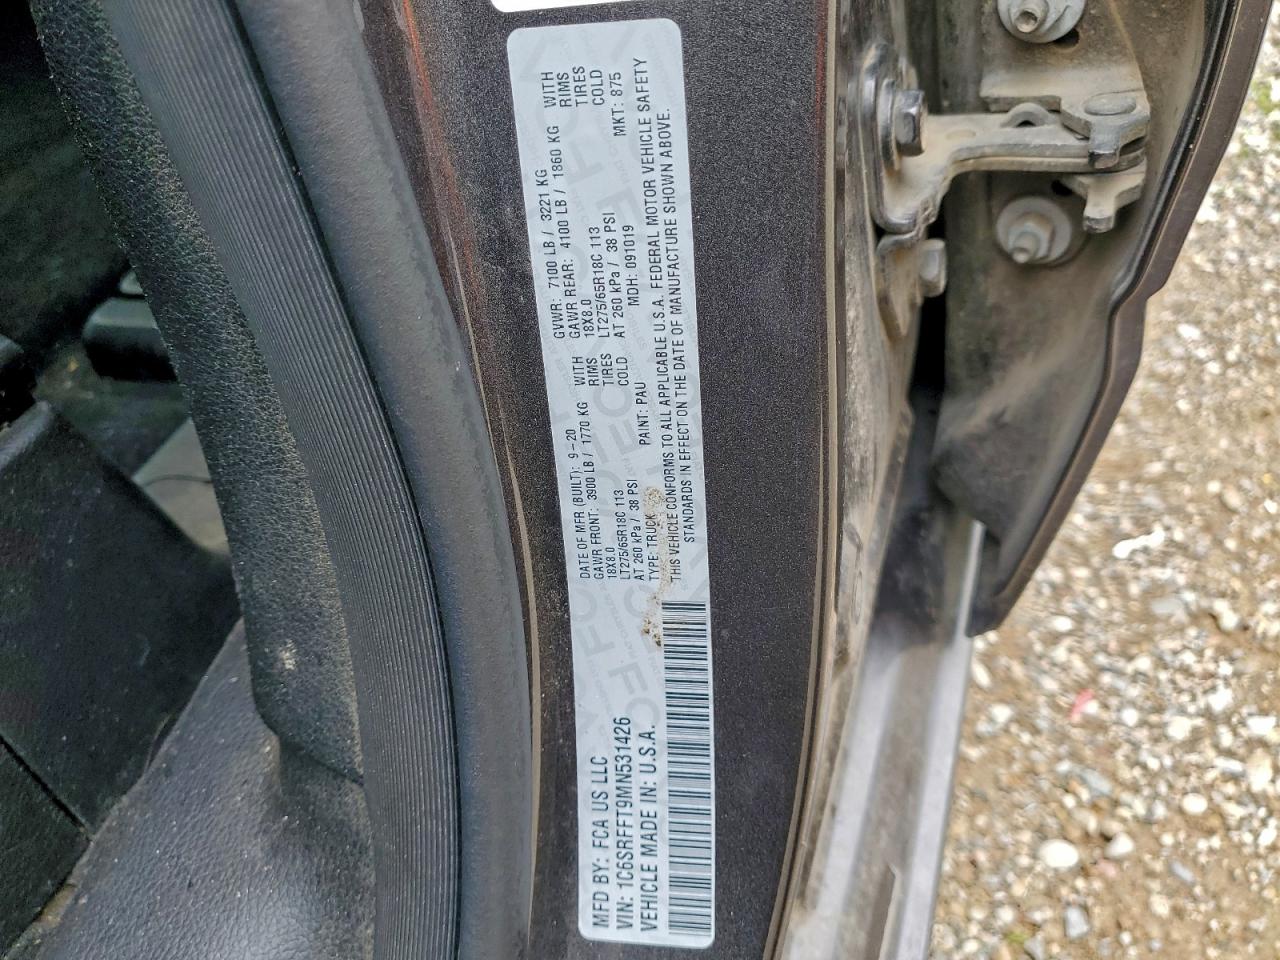 MFD BY: FCA US LLC
VIN: 1C6SRFFT9MN531426
VEHICLE MADE IN: U.S.A.
DATE OF MFR (BUILT): 9-20 GVWR: 7100 LB / 3221 KG
GAWR FRONT: 3900 LB / 1770 KG WITH GAWR REAR: 4100 LB / 1860 KG WITH
18X8.0 RIMS 18X8.0 RIMS
LT275/65R18C 113 TIRES LT275/65R18C 113 TIRES
AT 260 kPa / 38 PSI COLD AT 260 kPa / 38 PSI COLD
TYPE: TRUCK PAINT: PAU MDH: 091019 MKT: 875
THIS VEHICLE CONFORMS TO ALL APPLICABLE U.S.A. FEDERAL MOTOR VEHICLE SAFETY
STANDARDS IN EFFECT ON THE DATE OF MANUFACTURE SHOWN ABOVE.